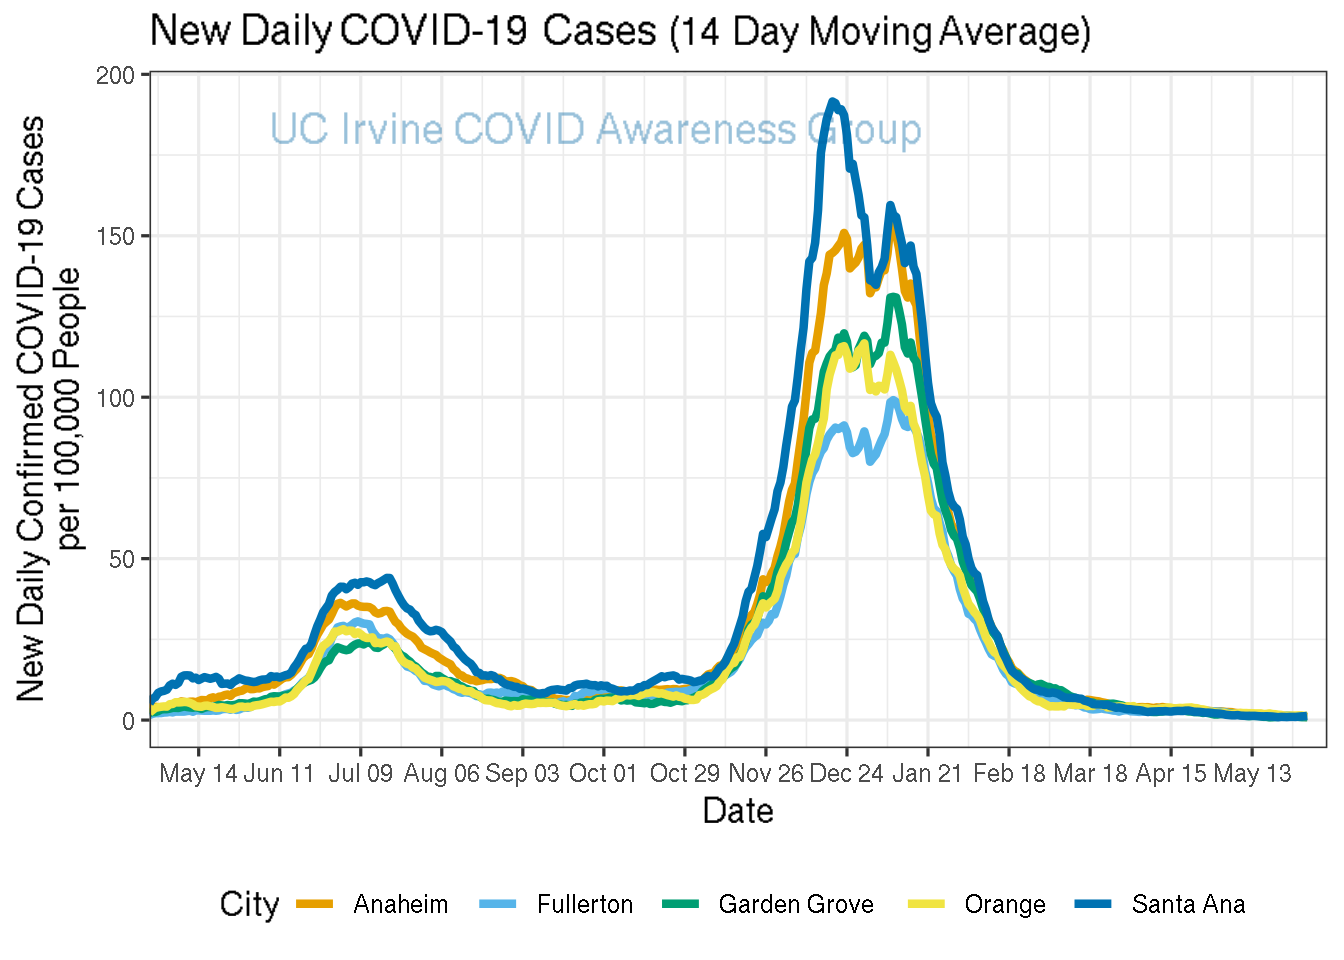 New Daily COVID-19 Cases (14 Day Moving Average)
UC Irvine COVID Awareness Group
New Daily Confirmed COVID-19 Cases
per 100,000 People
200
150
100
50
0
May 14 Jun 11 Jul 09 Aug 06 Sep 03 Oct 01 Oct 29 Nov 26 Dec 24 Jan 21 Feb 18 Mar 18 Apr 15 May 13
Date
City Anaheim Fullerton Garden Grove Orange Santa Ana